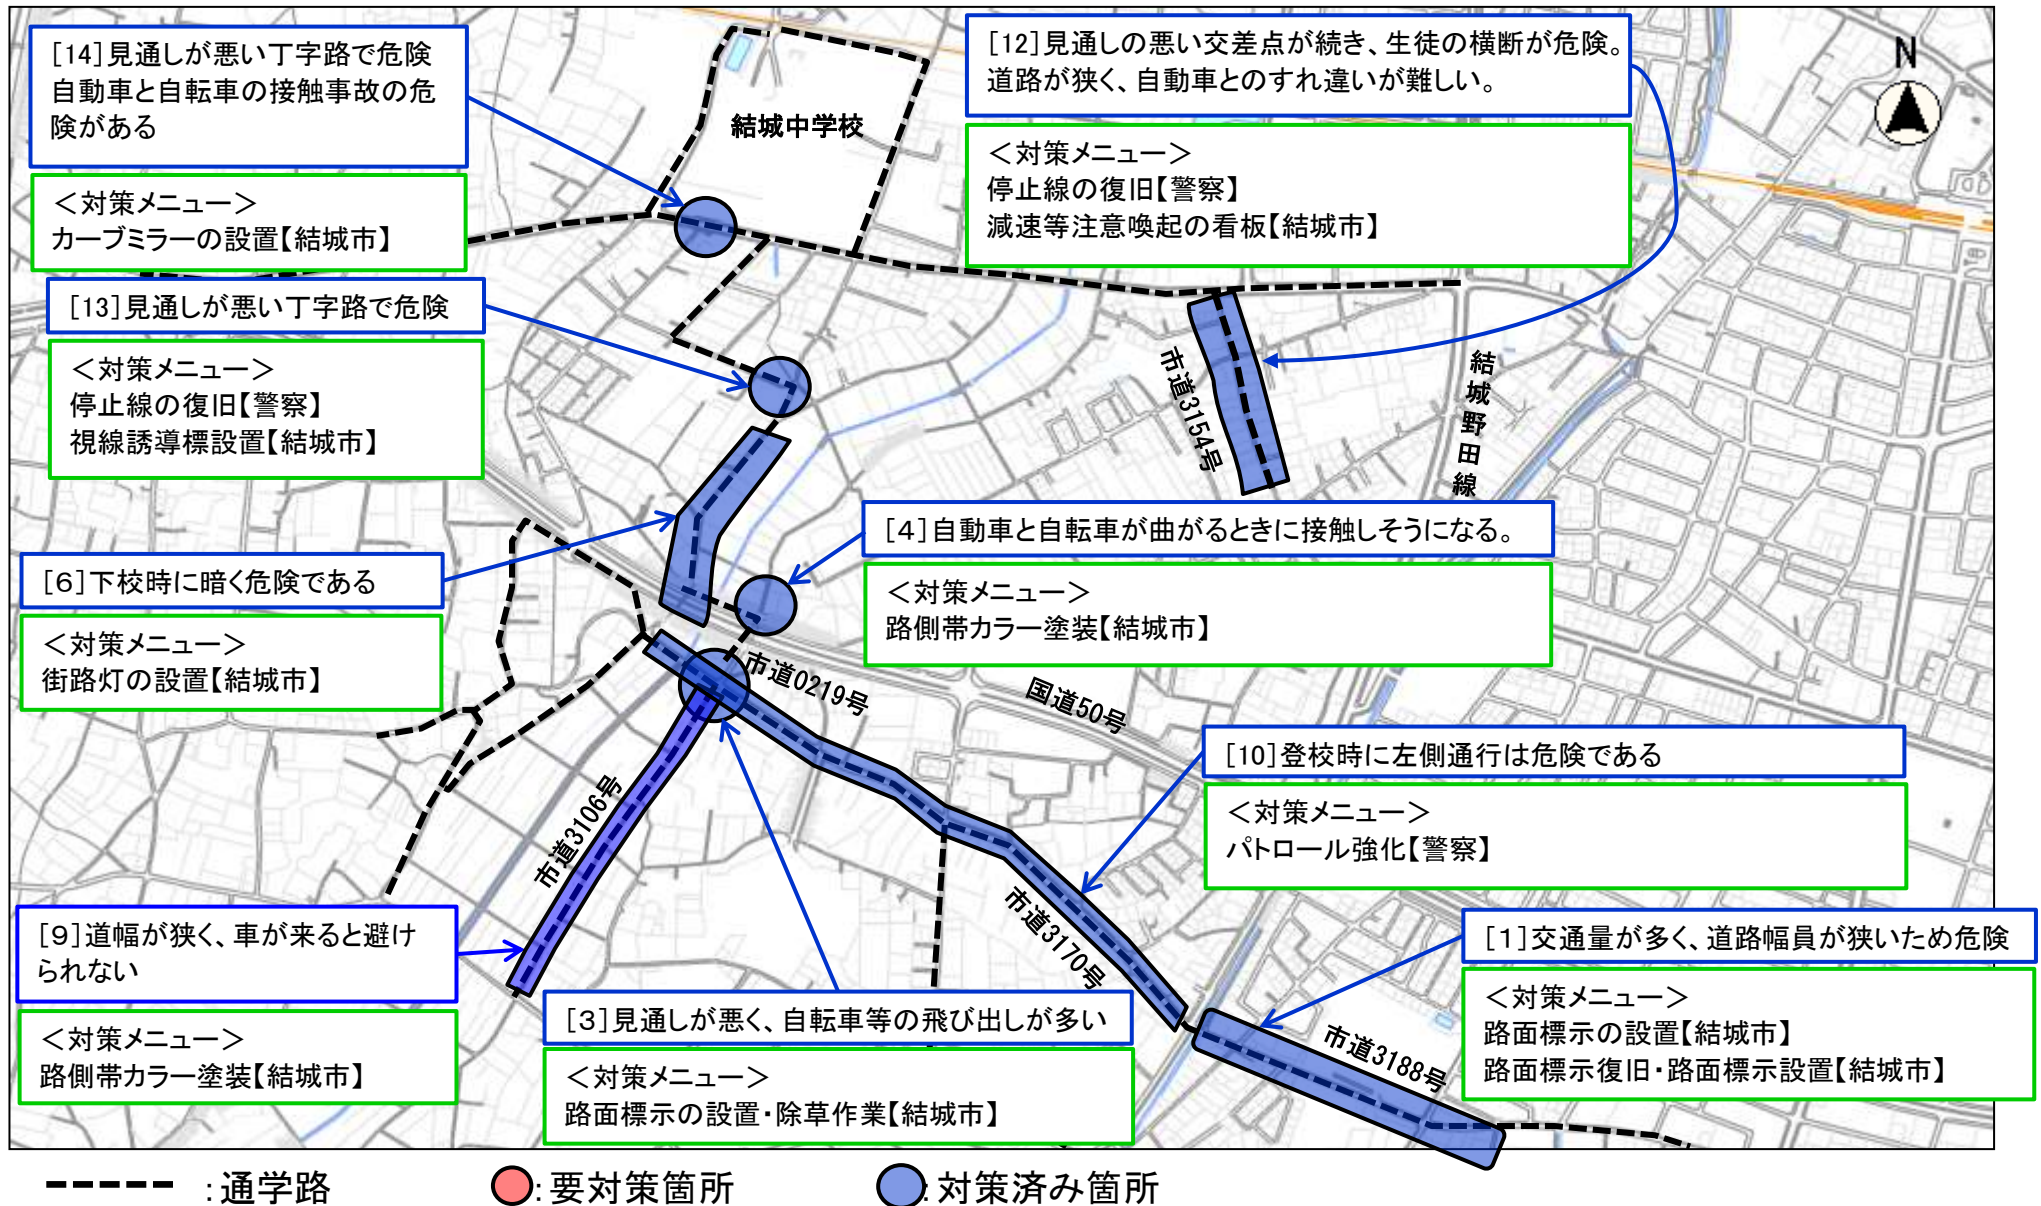 [14]見通しが悪い丁字路で危険
自動車と自転車の接触事故の危
険がある
＜対策メニュー＞
カーブミラーの設置【結城市】
[12]見通しの悪い交差点が続き、生徒の横断が危険。
道路が狭く、自動車とのすれ違いが難しい。
＜対策メニュー＞
停止線の復旧【警察】
減速等注意喚起の看板【結城市】
N
結城中学校
[13]見通しが悪い丁字路で危険
＜対策メニュー＞
停止線の復旧【警察】
視線誘導標設置【結城市】
市道3154号
結城野田線
[4]自動車と自転車が曲がるときに接触しそうになる。
＜対策メニュー＞
路側帯カラー塗装【結城市】
[6]下校時に暗く危険である
＜対策メニュー＞
街路灯の設置【結城市】
市道0219号
国道50号
[10]登校時に左側通行は危険である
＜対策メニュー＞
パトロール強化【警察】
市道3106号
市道3170号
[9]道幅が狭く、車が来ると避け
られない
＜対策メニュー＞
路側帯カラー塗装【結城市】
[3]見通しが悪く、自転車等の飛び出しが多い
＜対策メニュー＞
路面標示の設置・除草作業【結城市】
[1]交通量が多く、道路幅員が狭いため危険
＜対策メニュー＞
路面標示の設置【結城市】
路面標示復旧・路面標示設置【結城市】
市道3188号
：通学路
：要対策箇所
：対策済み箇所